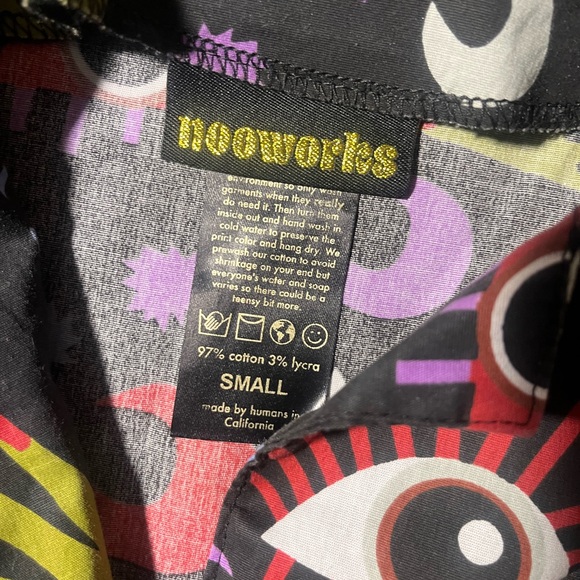 nooworks
environment so only wash
garments when they really
do need it. Then turn them
inside out and hand wash in
cold water to preserve the
print color and hang dry. We
prewash our cotton to avoid
shrinkage on your end but
everyone's water and soap
varies so there could be a
teensy bit more.
97% cotton 3% lycra
SMALL
made by humans in
California